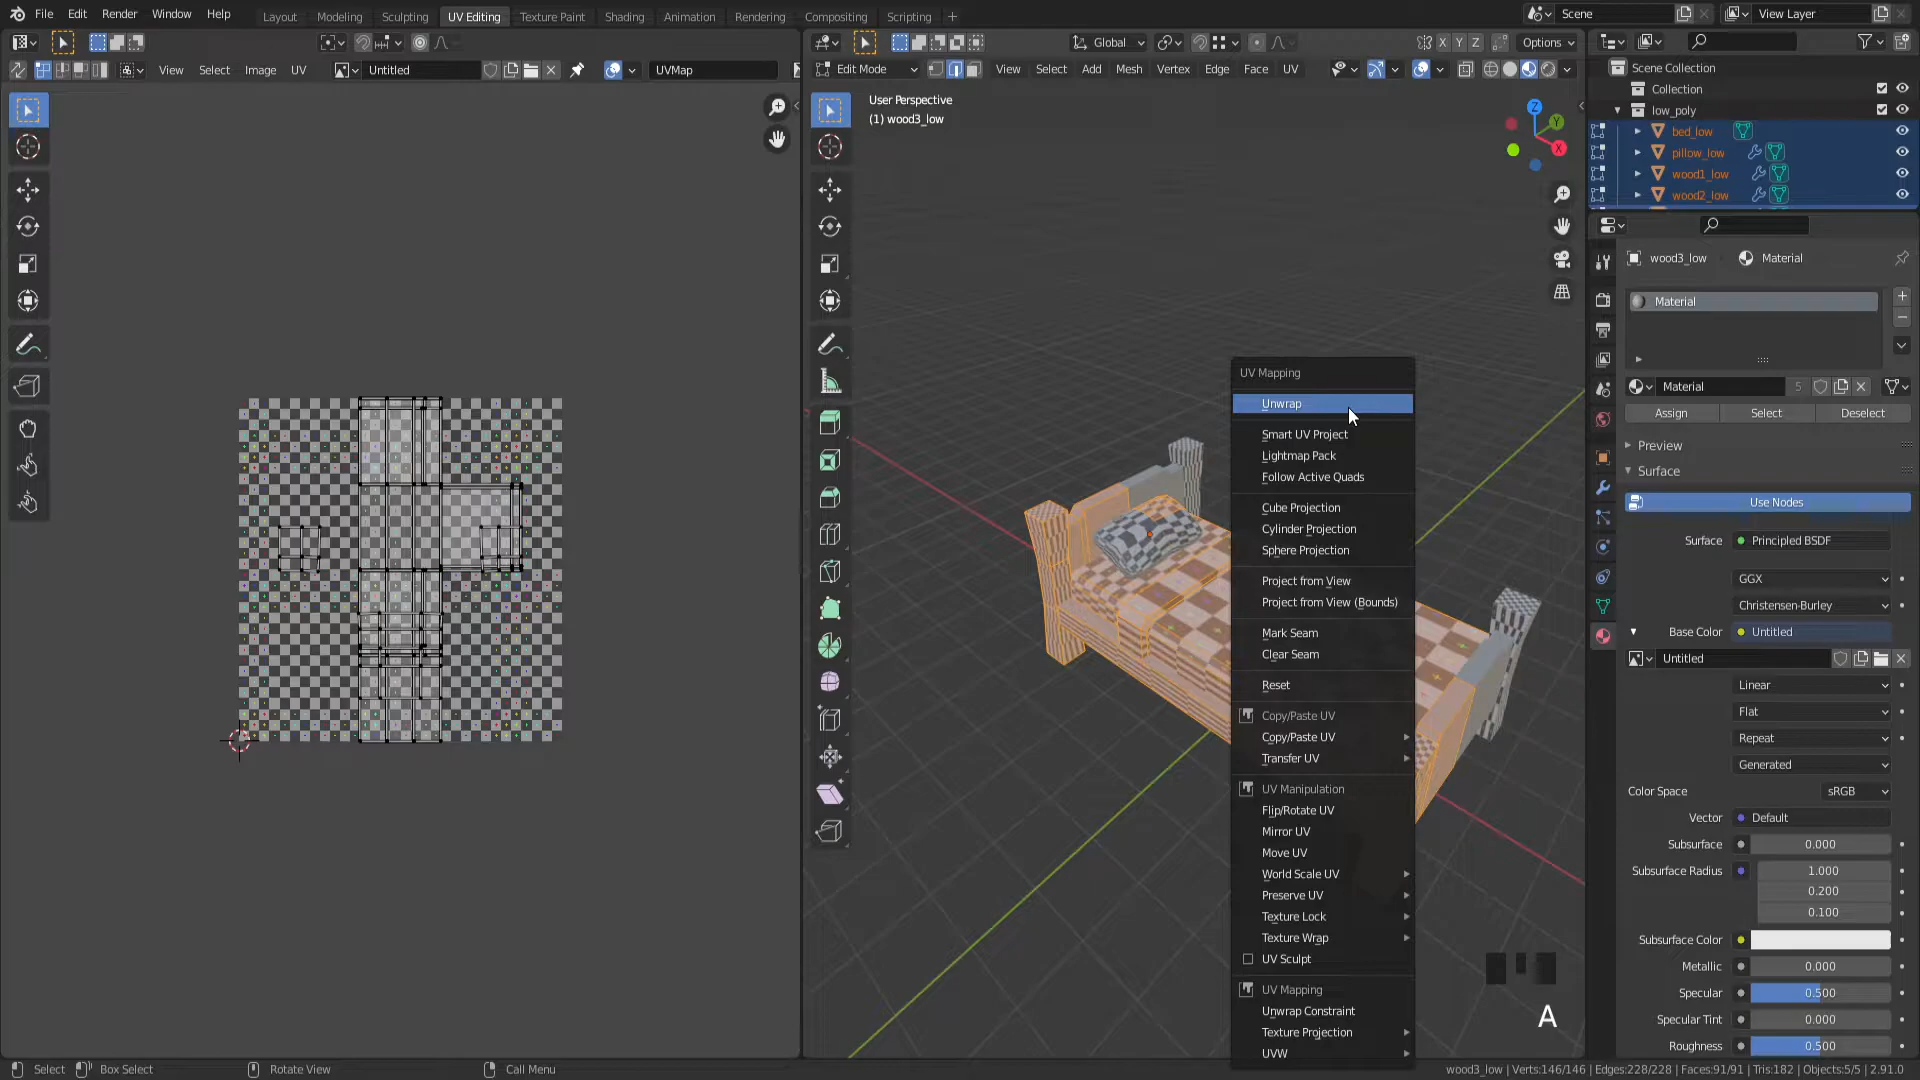 File Edit Render Window Help
Layout Modeling Sculpting UV Editing Texture Paint Shading Animation Rendering Compositing Scripting +
Scene
View Layer
Global
X Y Z
Options
View Select Image UV
Untitled
UVMap
Edit Mode
View Select Add Mesh Vertex Edge Face UV
User Perspective
(1) wood3_low
Z
Y
X
Scene Collection
Collection
low_poly
bed_low
pillow_low
wood1_low
wood2_low
wood3_low
Material
Material
Material
5
Assign
Select
Deselect
Preview
Surface
Use Nodes
Surface
Principled BSDF
GGX
Christensen-Burley
Base Color
Untitled
Untitled
Linear
Flat
Repeat
Generated
Color Space
sRGB
Vector
Default
Subsurface
0.000
Subsurface Radius
1.000
0.200
0.100
Subsurface Color
Metallic
0.000
Specular
0.500
Specular Tint
0.000
Roughness
0.500
UV Mapping
Unwrap
Smart UV Project
Lightmap Pack
Follow Active Quads
Cube Projection
Cylinder Projection
Sphere Projection
Project from View
Project from View (Bounds)
Mark Seam
Clear Seam
Reset
Copy/Paste UV
Copy/Paste UV
Transfer UV
UV Manipulation
Flip/Rotate UV
Mirror UV
Move UV
World Scale UV
Preserve UV
Texture Lock
Texture Wrap
UV Sculpt
UV Mapping
Unwrap Constraint
Texture Projection
UVW
A
Select
Box Select
Rotate View
Call Menu
wood3_low | Verts:146/146 | Edges:228/228 | Faces:91/91 | Tris:182 | Objects:5/5 | 2.91.0